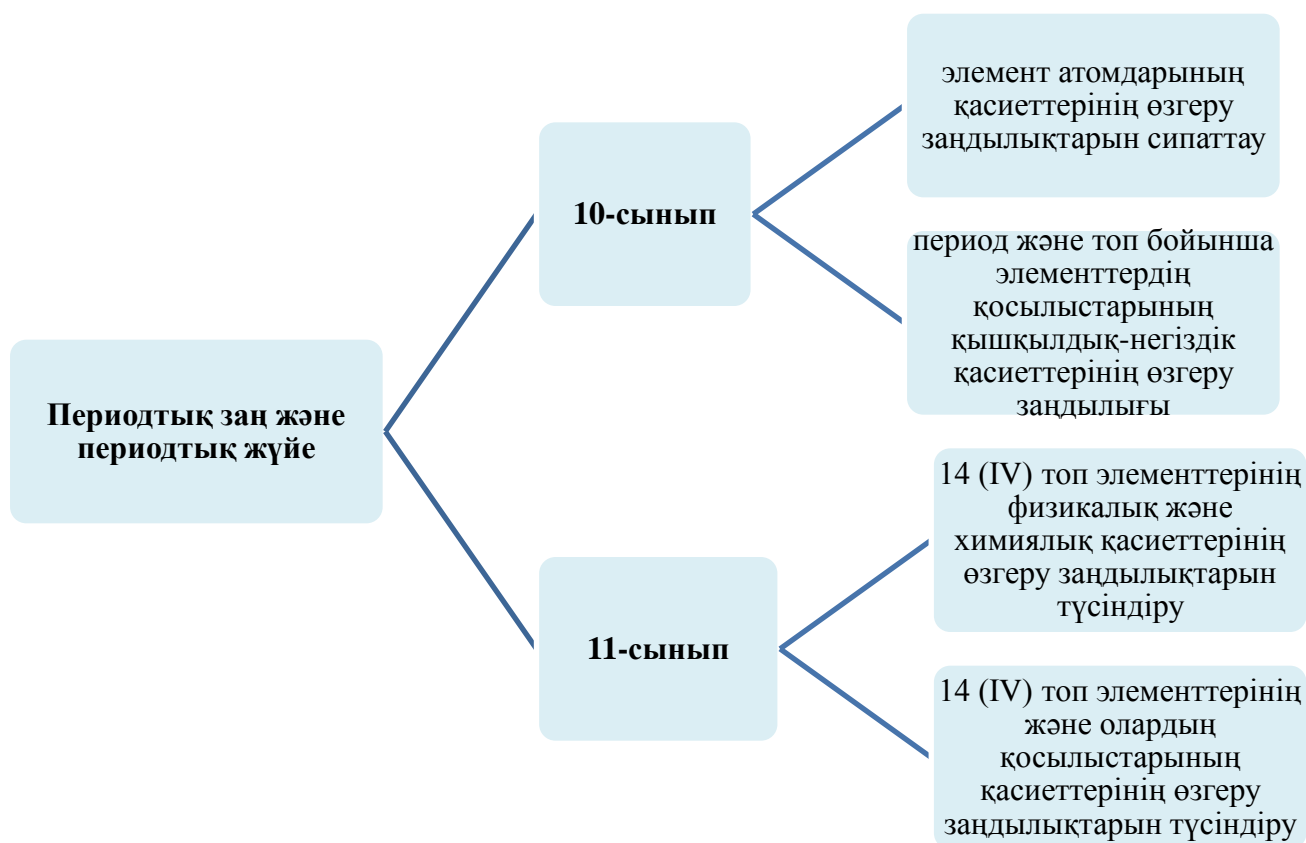 Периодтық заң және
периодтық жүйе
10-сынып
элемент атомдарының
қасиеттерінің өзгеру
заңдылықтарын сипаттау
период және топ бойынша
элементтердің
қосылыстарының
қышқылдық-негіздік
қасиеттерінің өзгеру
заңдылығы
11-сынып
14 (IV) топ элементтерінің
физикалық және
химиялық қасиеттерінің
өзгеру заңдылықтарын
түсіндіру
14 (IV) топ элементтерінің
және олардың
қосылыстарының
қасиеттерінің өзгеру
заңдылықтарын түсіндіру